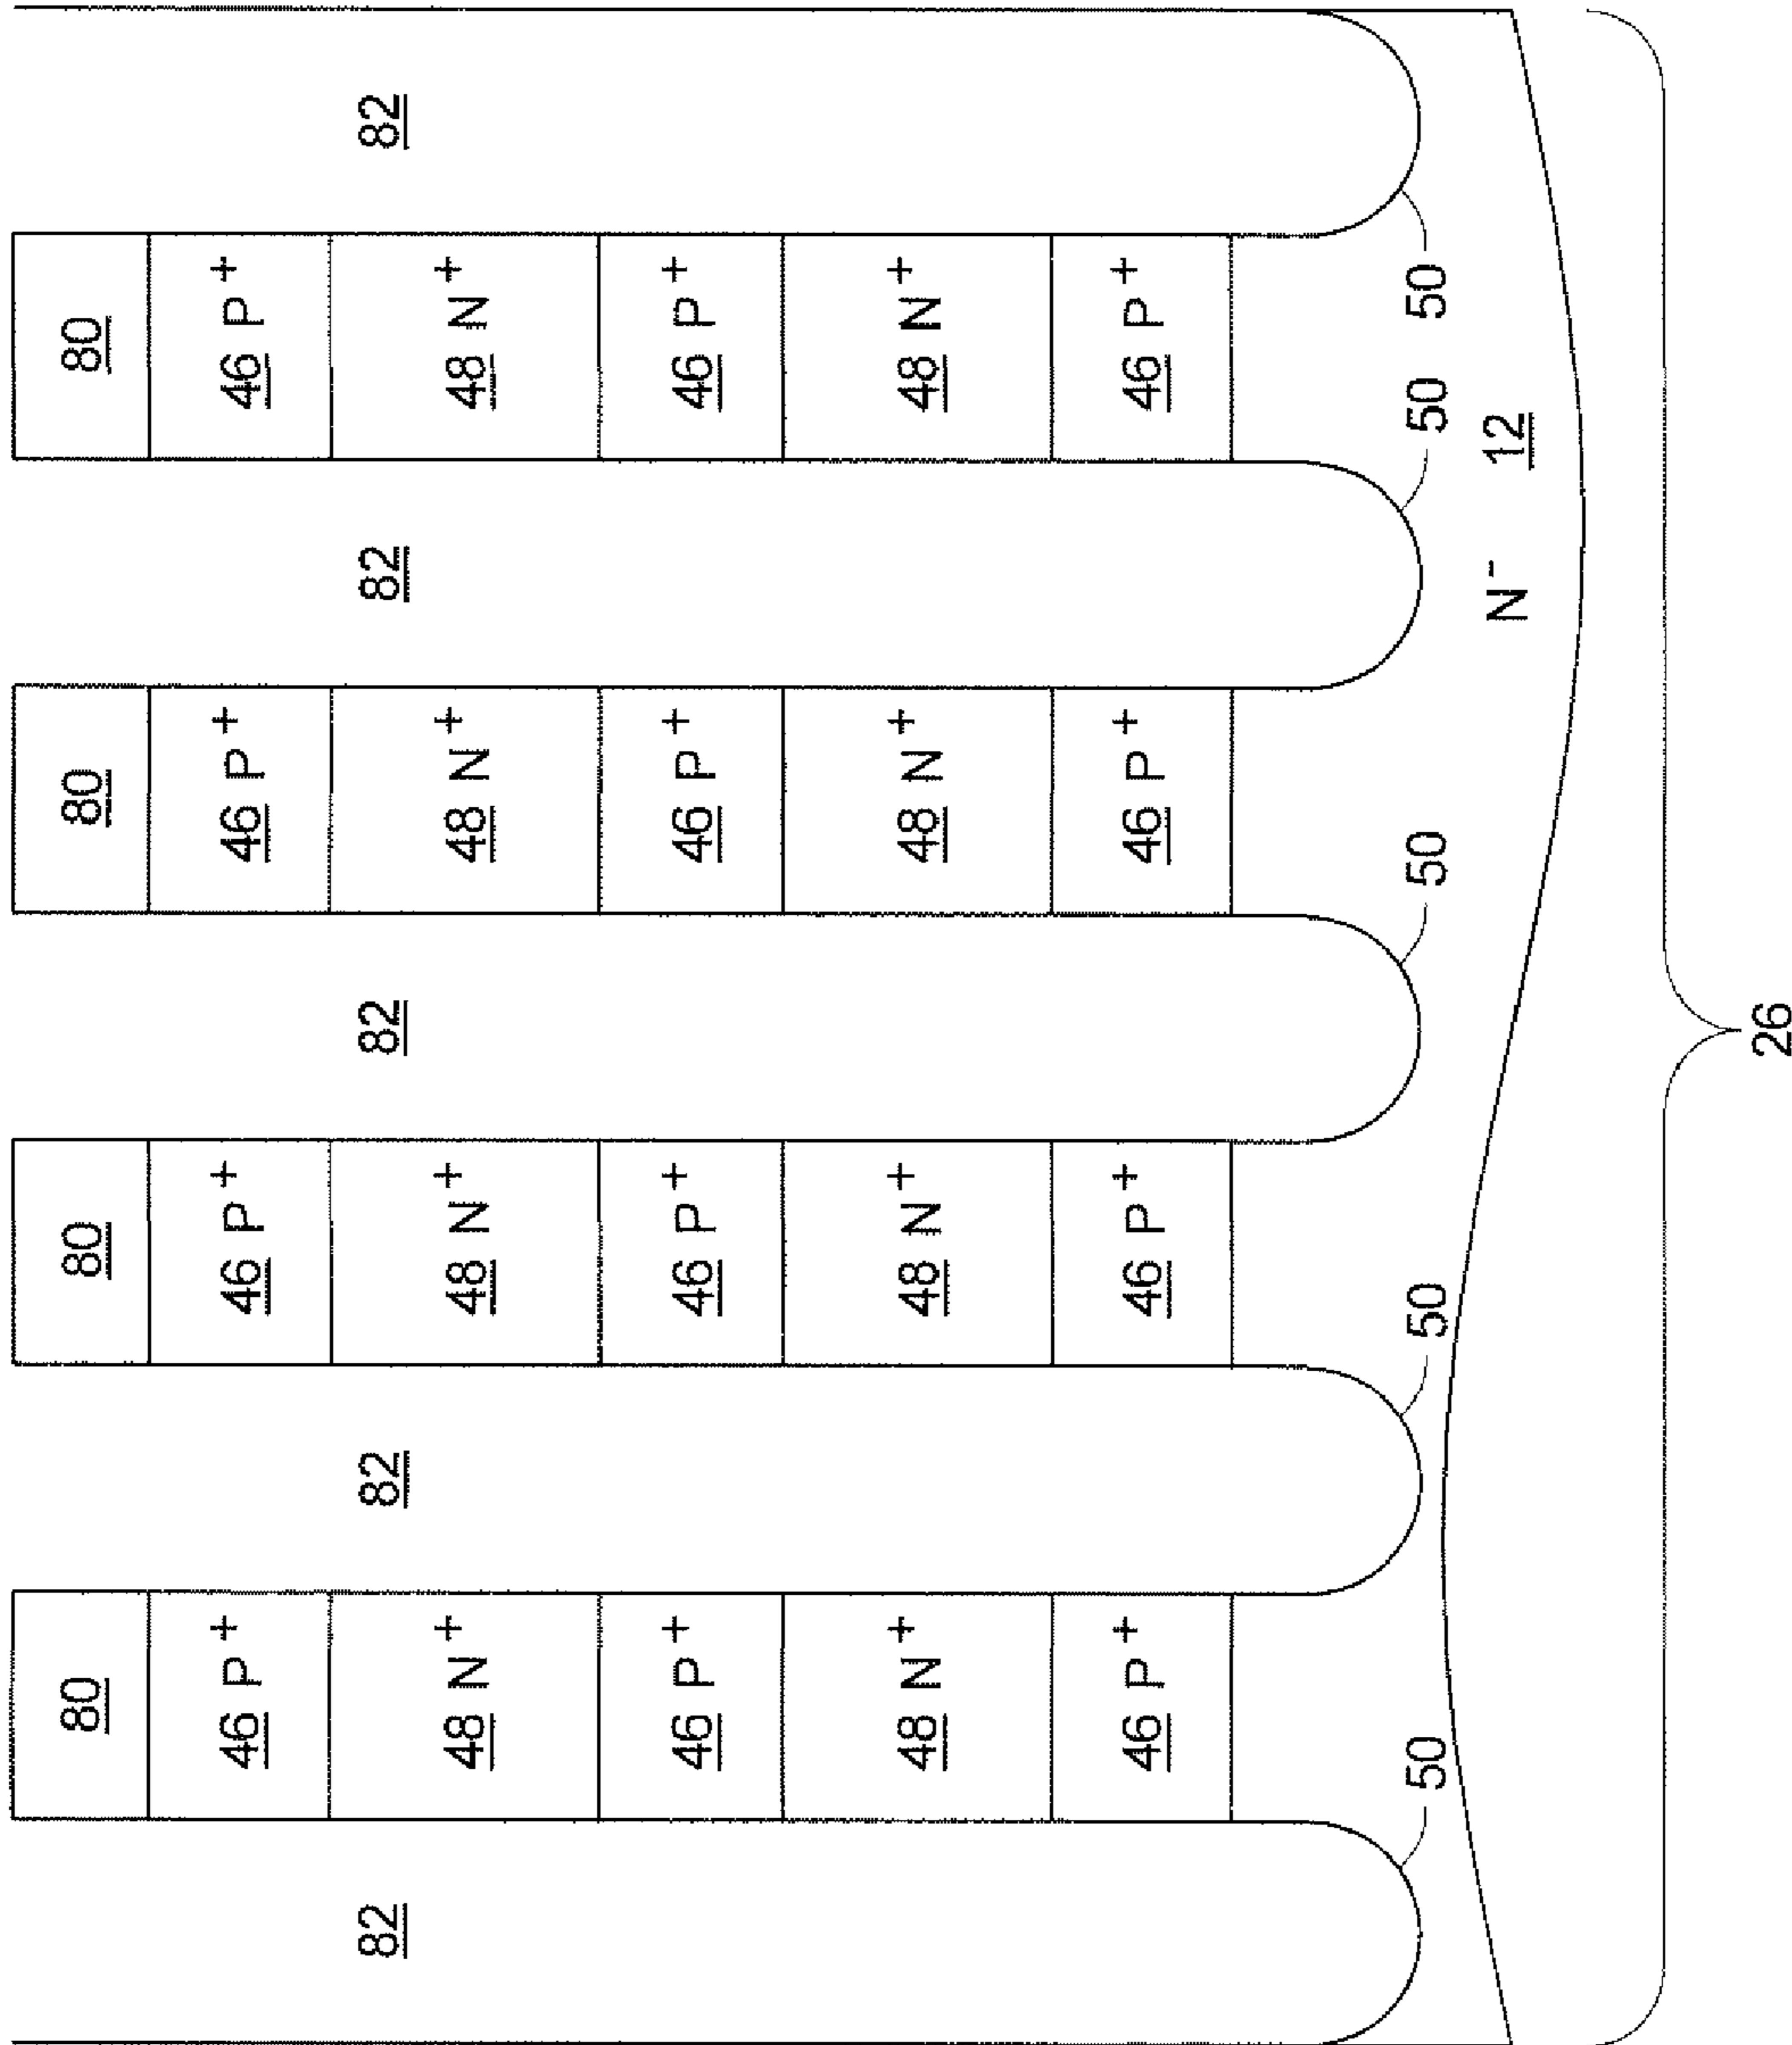 80 80 80 80
46 P+ 46 P+ 46 P+ 46 P+
82 82 82 82 82
48 N+ 48 N+ 48 N+ 48 N+
46 P+ 46 P+ 46 P+ 46 P+
48 N+ 48 N+ 48 N+ 48 N+
46 P+ 46 P+ 46 P+ 46 P+
50 50 50 50 50
N- 12
26